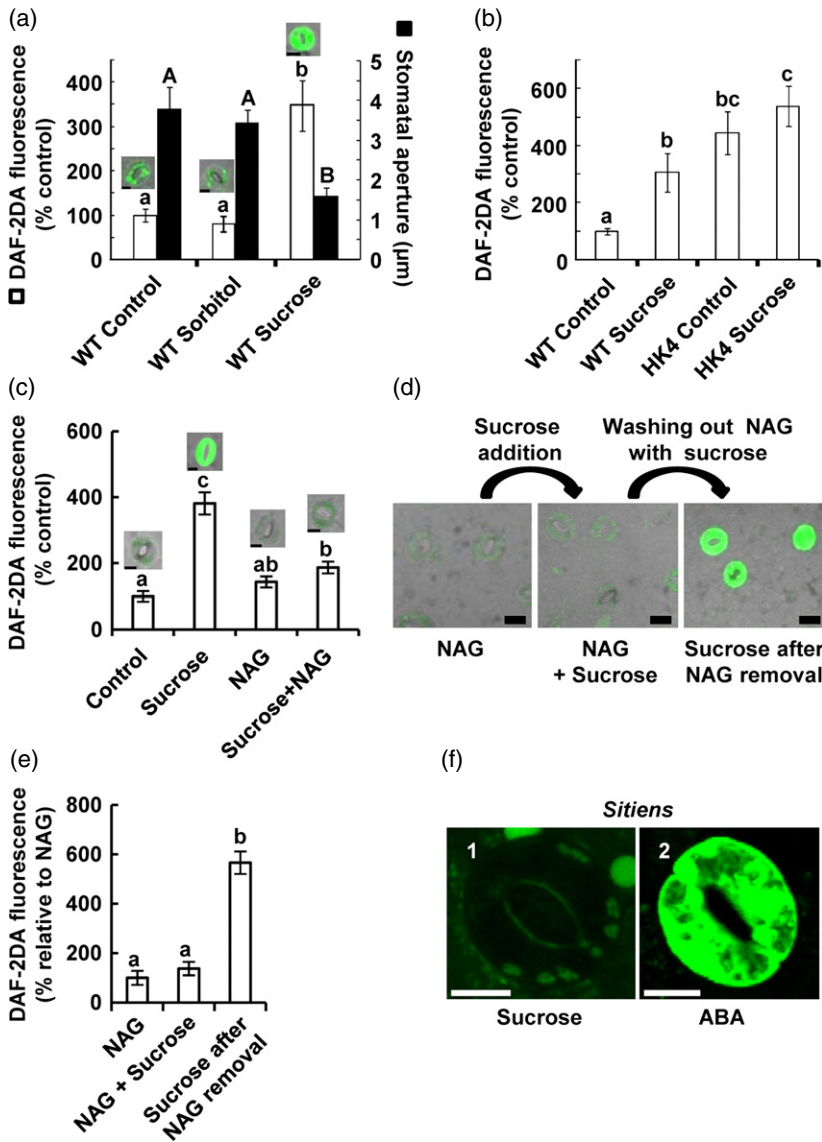 (a)
DAF-2DA fluorescence
(% control)
400
300
200
100
0
a
A
a
A
b
B
5
4
3
2
1
0
Stomatal aperture (µm)
WT Control
WT Sorbitol
WT Sucrose
(b)
DAF-2DA fluorescence
(% control)
600
400
200
0
a
b
bc
c
WT Control
WT Sucrose
HK4 Control
HK4 Sucrose
(c)
DAF-2DA fluorescence
(% control)
600
400
200
0
a
c
ab
b
Control
Sucrose
NAG
Sucrose+NAG
(d)
Sucrose
addition
Washing out NAG
with sucrose
NAG
NAG
+ Sucrose
Sucrose after
NAG removal
(e)
DAF-2DA fluorescence
(% relative to NAG)
800
600
400
200
0
a
a
b
NAG
NAG + Sucrose
Sucrose after
NAG removal
(f)
Sitiens
1
2
Sucrose
ABA